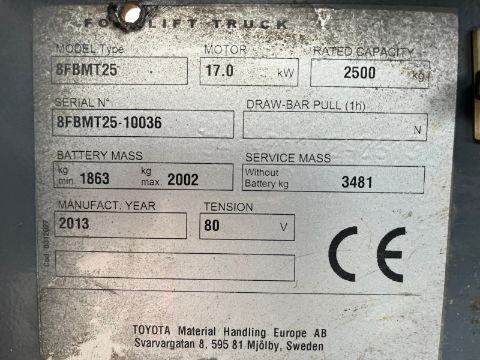 FORKLIFT TRUCK
MODEL Type MOTOR RATED CAPACITY
8FBMT25 17.0 kW 2500 kg
SERIAL N° DRAW-BAR PULL (1h)
8FBMT25-10036 N
BATTERY MASS SERVICE MASS
kg min. 1863 kg max. 2002 Without Battery kg 3481
MANUFACT. YEAR TENSION
2013 80 V
CE
TOYOTA Material Handling Europe AB
Svarvargatan 8, 595 81 Mjölby, Sweden